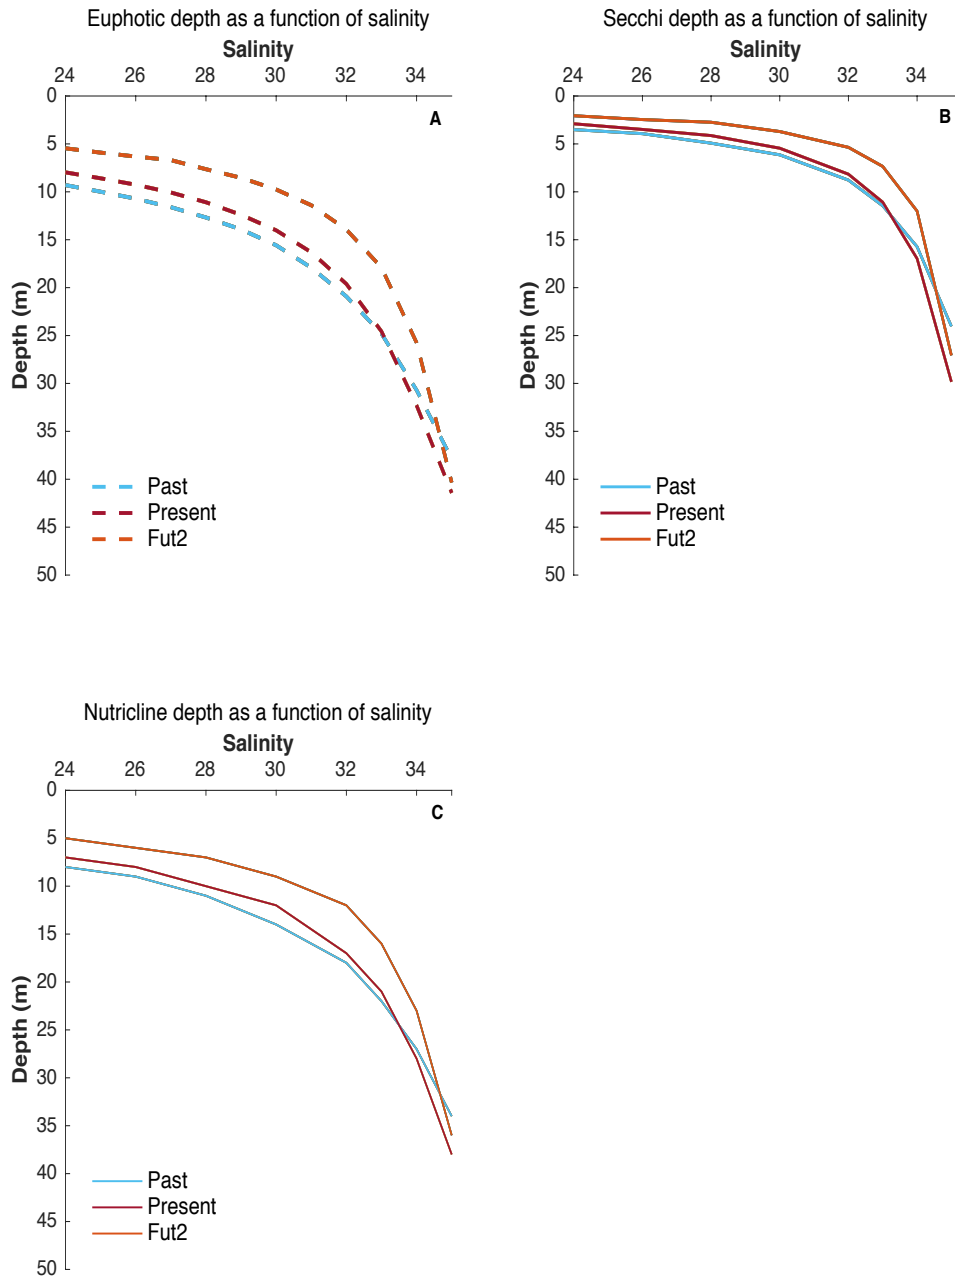 Euphotic depth as a function of salinity
Salinity
24 26 28 30 32 34
0
5
10
15
20
25
30
35
40
45
50
Depth (m)
A
Past
Present
Fut2
Secchi depth as a function of salinity
Salinity
24 26 28 30 32 34
0
5
10
15
20
25
30
35
40
45
50
Depth (m)
B
Past
Present
Fut2
Nutricline depth as a function of salinity
Salinity
24 26 28 30 32 34
0
5
10
15
20
25
30
35
40
45
50
Depth (m)
C
Past
Present
Fut2